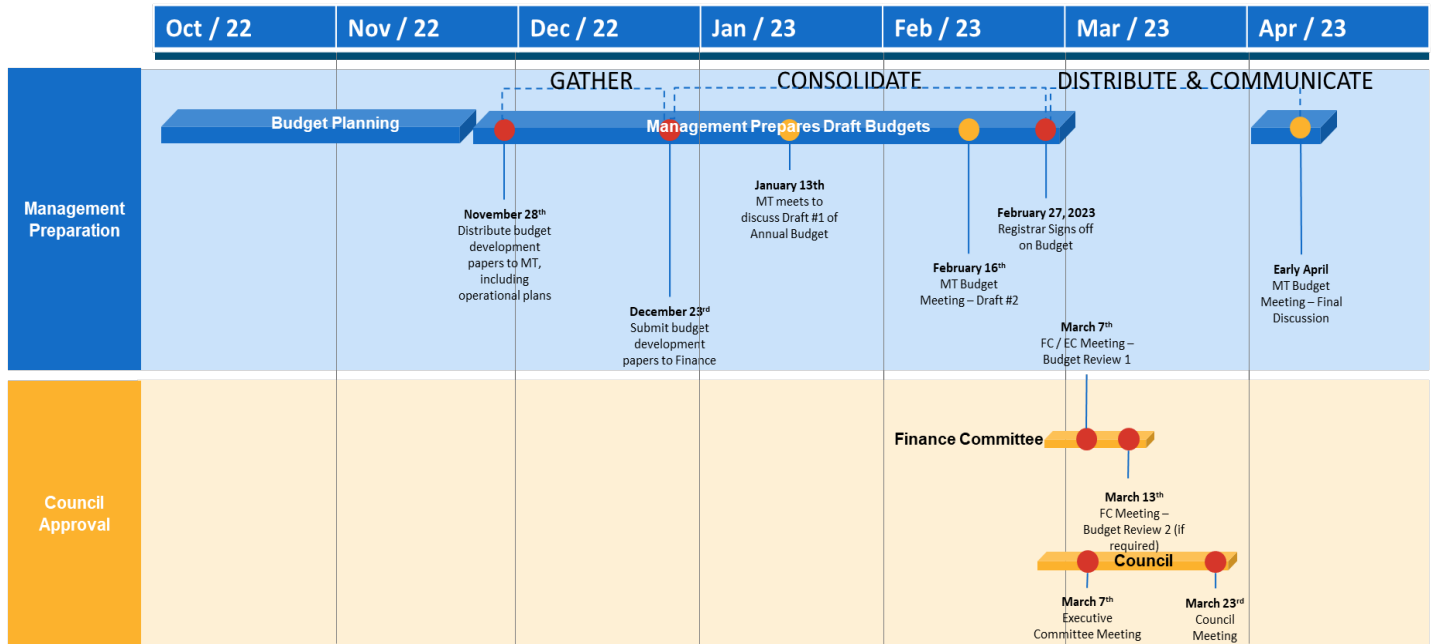 Oct / 22
Nov / 22
Dec / 22
Jan / 23
Feb / 23
Mar / 23
Apr / 23
GATHER
CONSOLIDATE
DISTRIBUTE & COMMUNICATE
Management
Preparation
Budget Planning
Management Prepares Draft Budgets
November 28th
Distribute budget
development
papers to MT,
including
operational plans
December 23rd
Submit budget
development
papers to Finance
January 13th
MT meets to
discuss Draft #1 of
Annual Budget
February 16th
MT Budget
Meeting – Draft #2
February 27, 2023
Registrar Signs off
on Budget
March 7th
FC / EC Meeting –
Budget Review 1
Early April
MT Budget
Meeting – Final
Discussion
Council
Approval
Finance Committee
March 13th
FC Meeting –
Budget Review 2 (if
required)
Council
March 7th
Executive
Committee Meeting
March 23rd
Council
Meeting